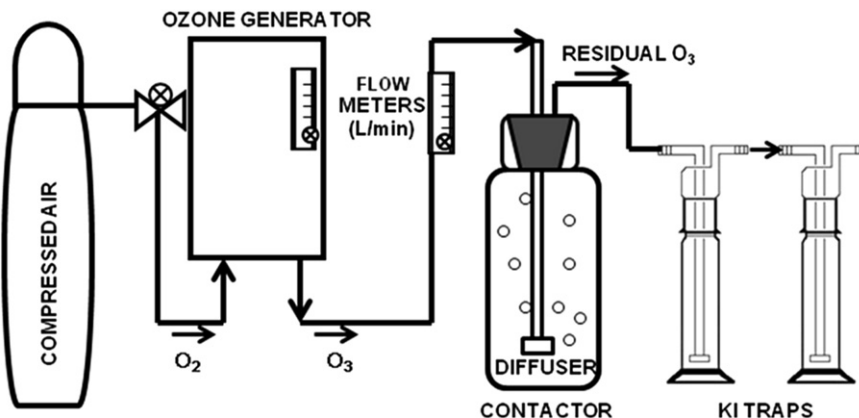 OZONE GENERATOR
COMPRESSED AIR
FLOW
METERS
(L/min)
RESIDUAL O₃
O₂
O₃
DIFFUSER
CONTACTOR
KI TRAPS